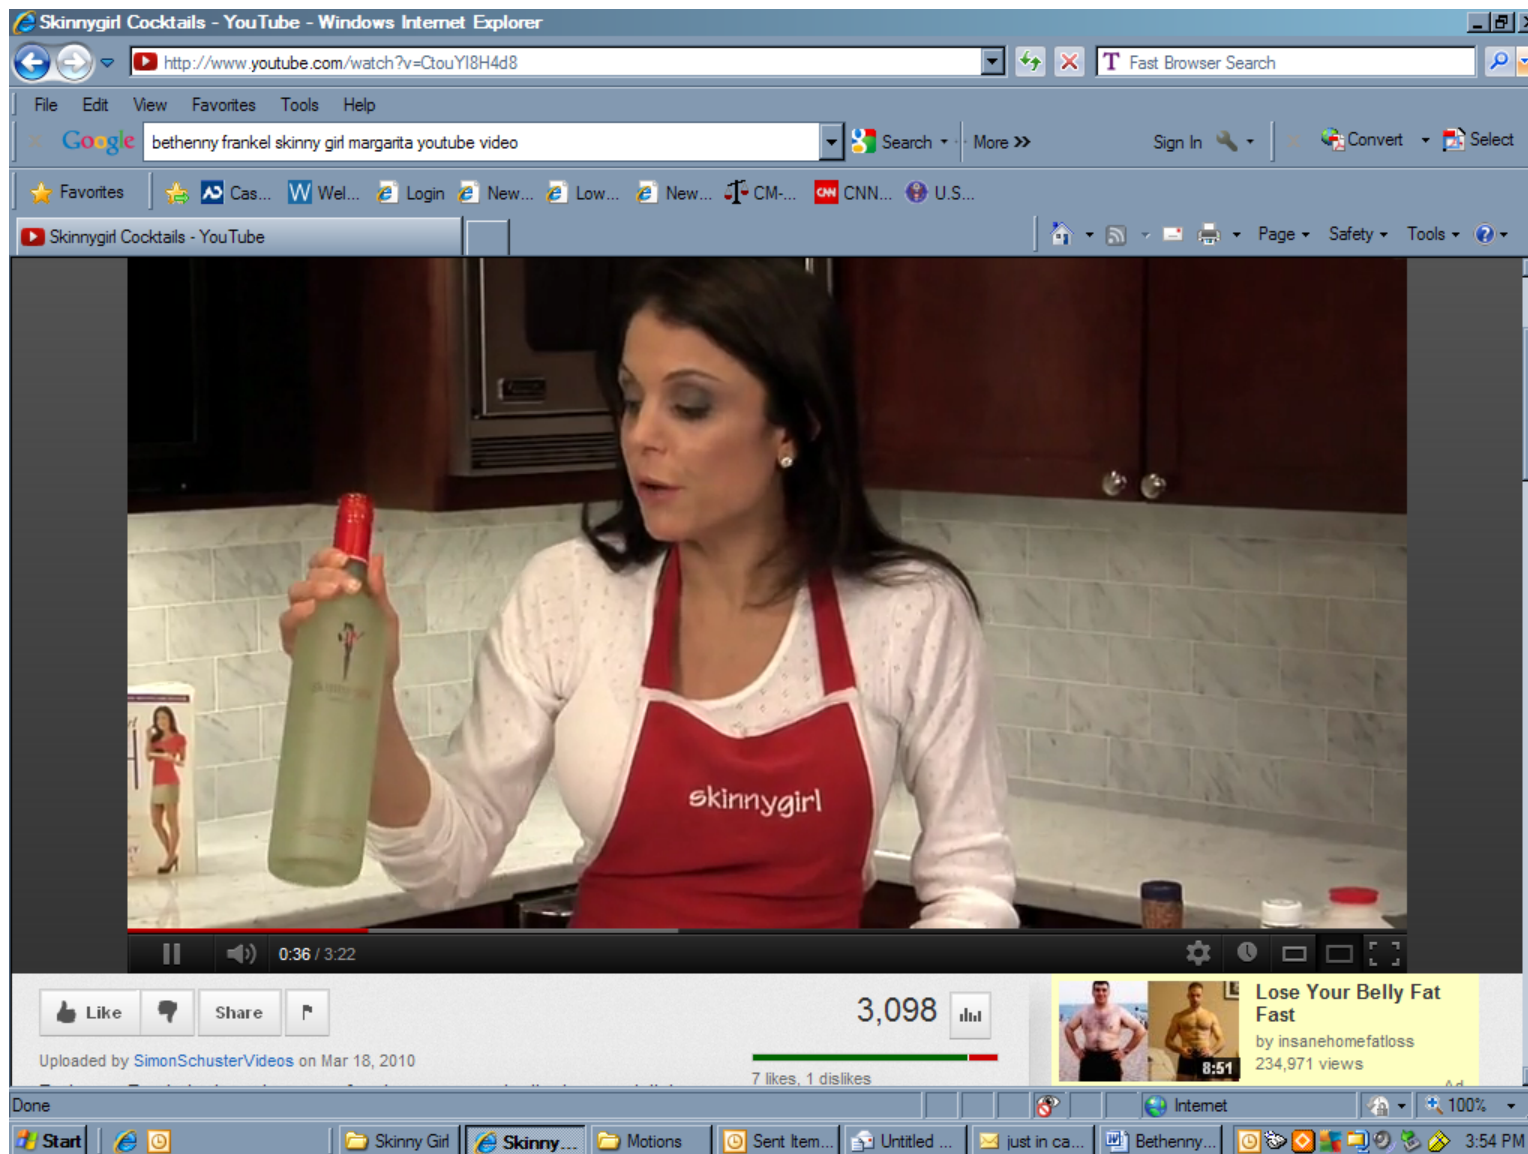 Skinnygirl Cocktails - YouTube - Windows Internet Explorer
http://www.youtube.com/watch?v=CtouYI8H4d8
T Fast Browser Search
File Edit View Favorites Tools Help
Google bethenny frankel skinny girl margarita youtube video Search More >> Sign In Convert Select
Favorites Cas... W Wel... Login New... Low... New... CM-... CNN CNN... U.S...
Skinnygirl Cocktails - YouTube Page Safety Tools
skinnygirl
0:36 / 3:22
Like Share 3,098
Uploaded by SimonSchusterVideos on Mar 18, 2010
7 likes, 1 dislikes
Lose Your Belly Fat
Fast
by insanehomefatloss
234,971 views
8:51
Ad
Done Internet 100%
Start Skinny Girl Skinny... Motions Sent Item... Untitled ... just in ca... Bethenny... 3:54 PM